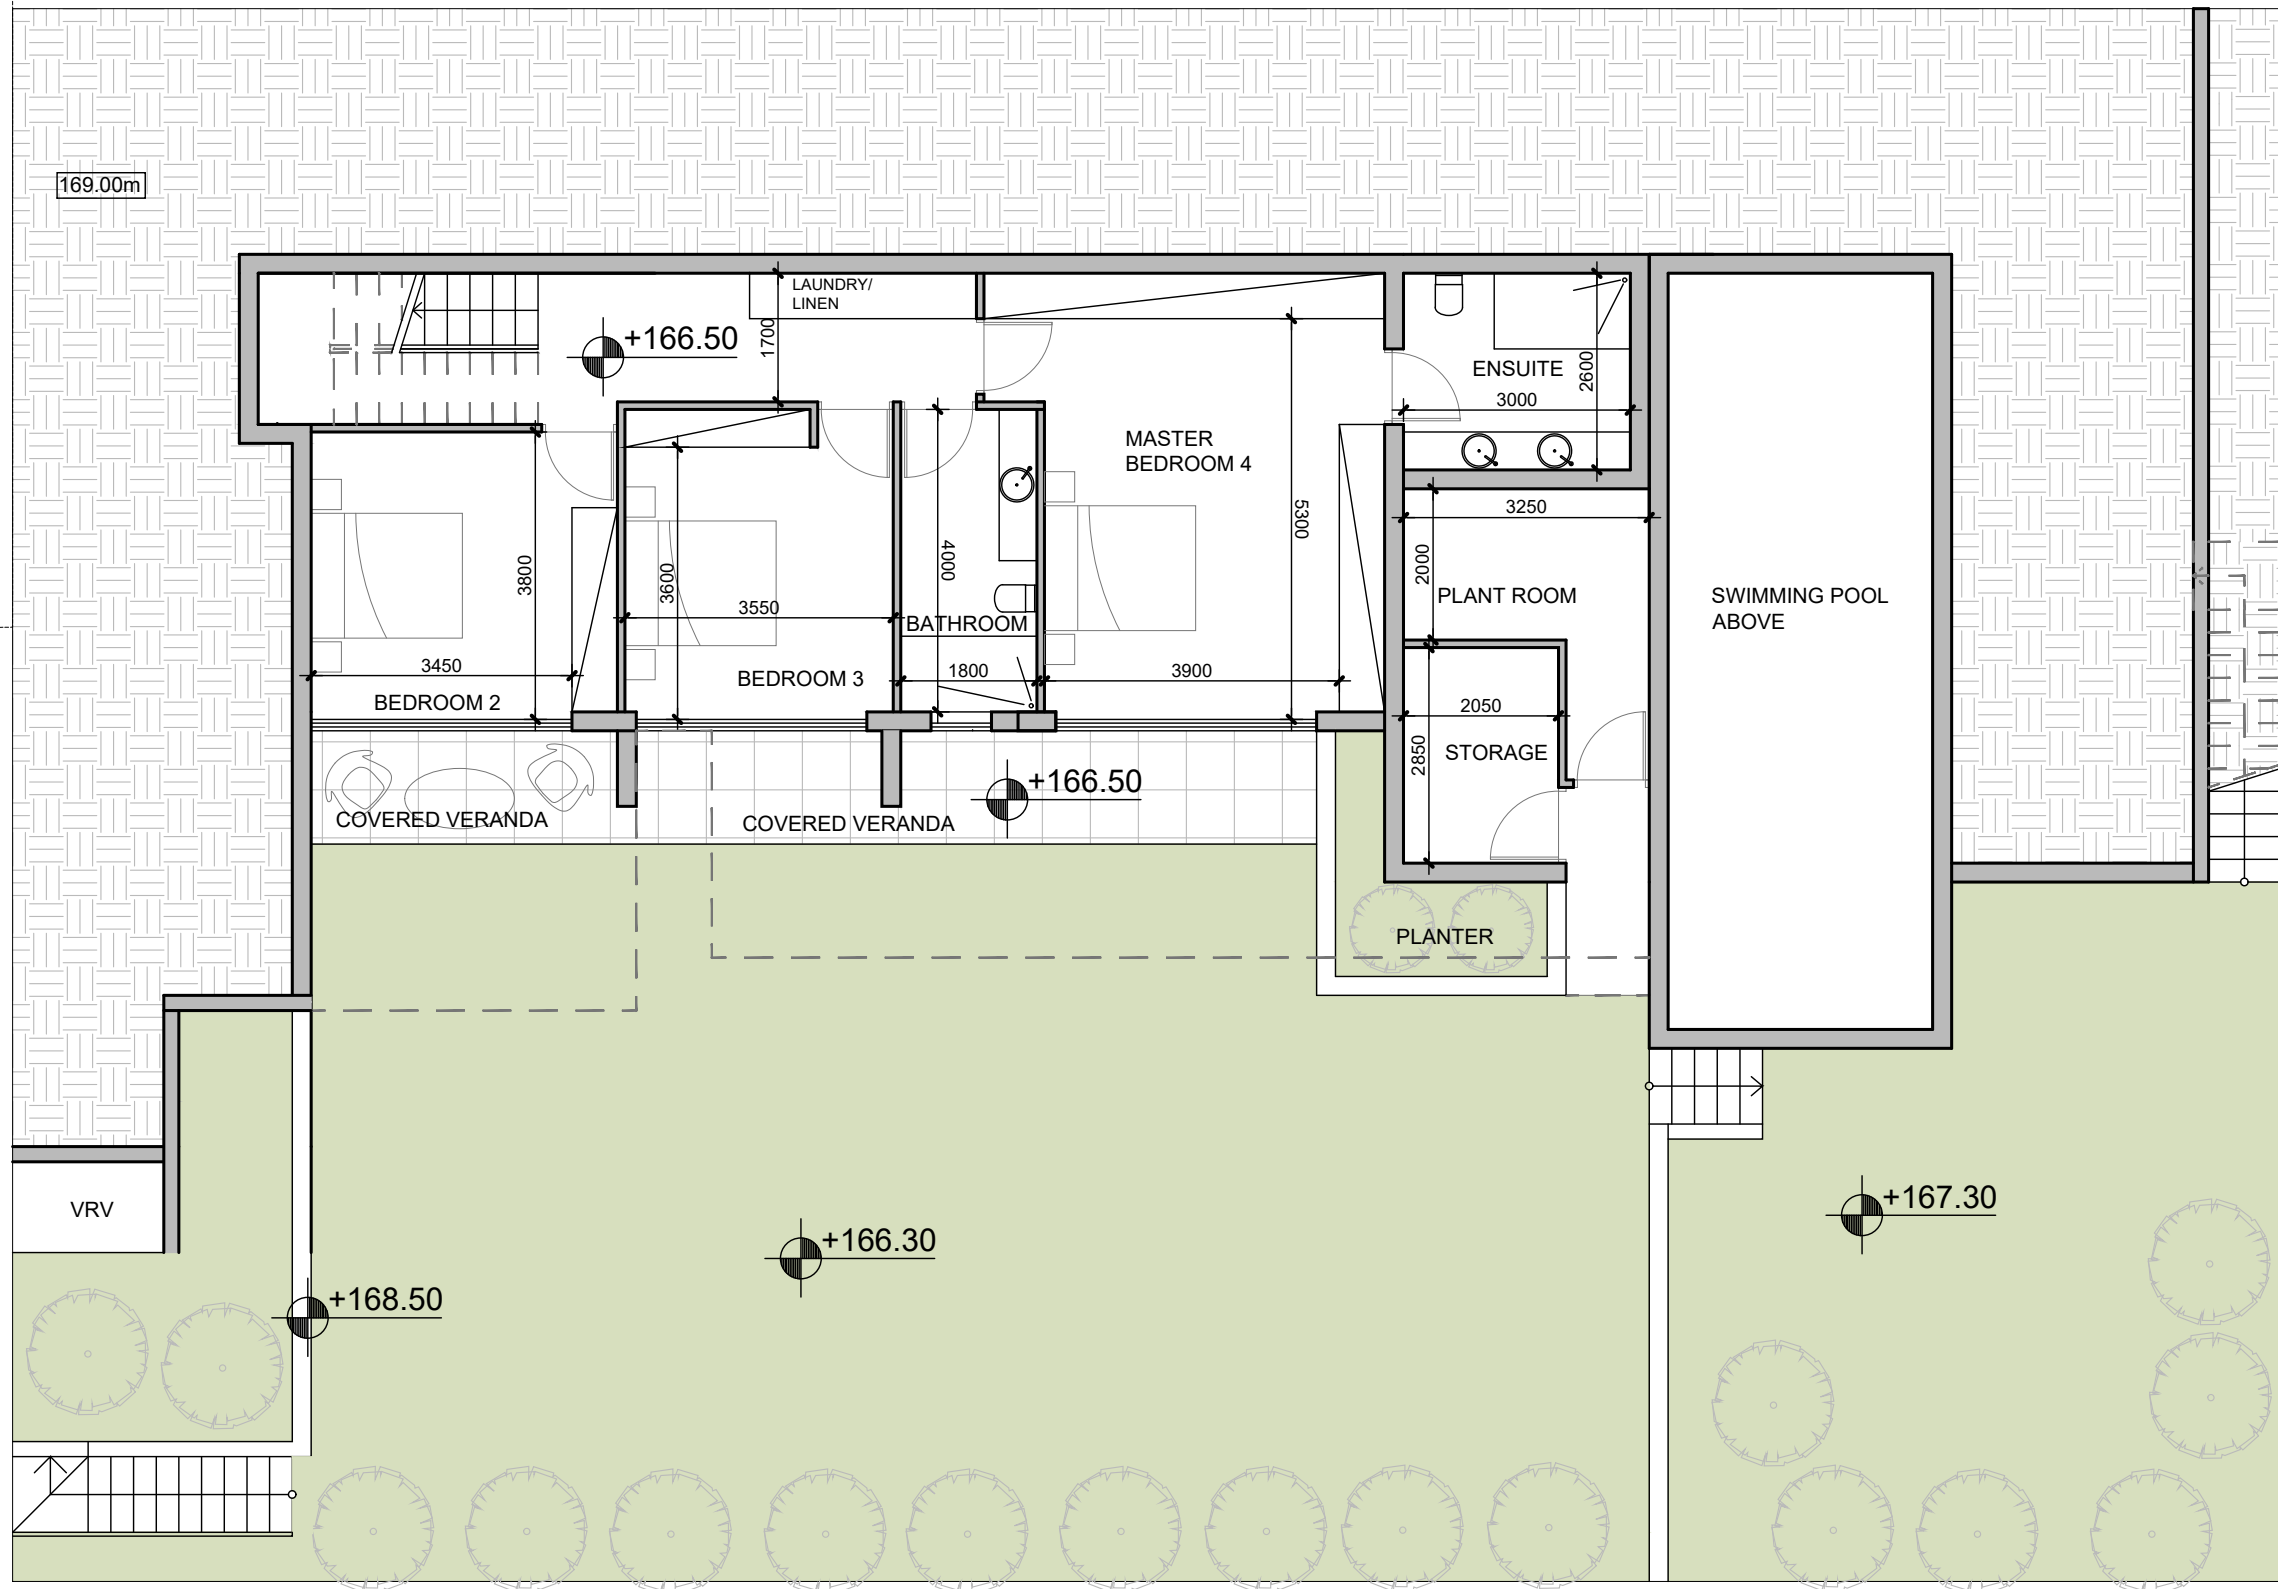 169.00m
LAUNDRY/
LINEN
+166.50
1700
ENSUITE
2600
3000
MASTER
BEDROOM 4
5300
3250
2000
PLANT ROOM
SWIMMING POOL
ABOVE
3800
3600
3550
4000
BATHROOM
3450
BEDROOM 2
BEDROOM 3
1800
3900
2050
2850
STORAGE
+166.50
COVERED VERANDA
COVERED VERANDA
PLANTER
VRV
+167.30
+166.30
+168.50